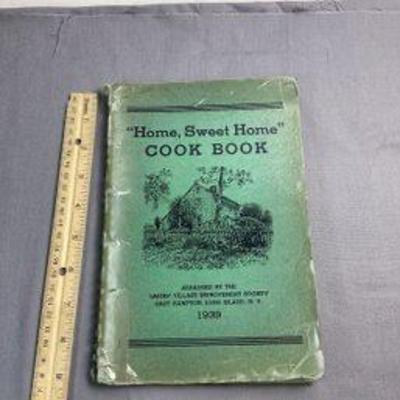 "Home, Sweet Home"
COOK BOOK
ARRANGED BY THE
LADIES' VILLAGE IMPROVEMENT SOCIETY
EAST HAMPTON, LONG ISLAND, N. Y.
1939